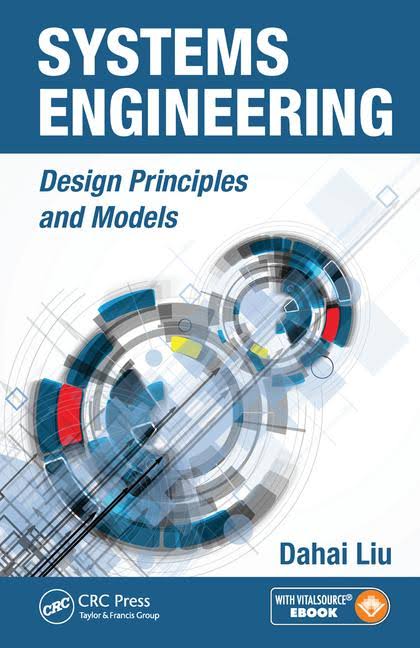 SYSTEMS
ENGINEERING
Design Principles
and Models
Dahai Liu
CRC
CRC Press
Taylor & Francis Group
WITH VITALSOURCE®
EBOOK